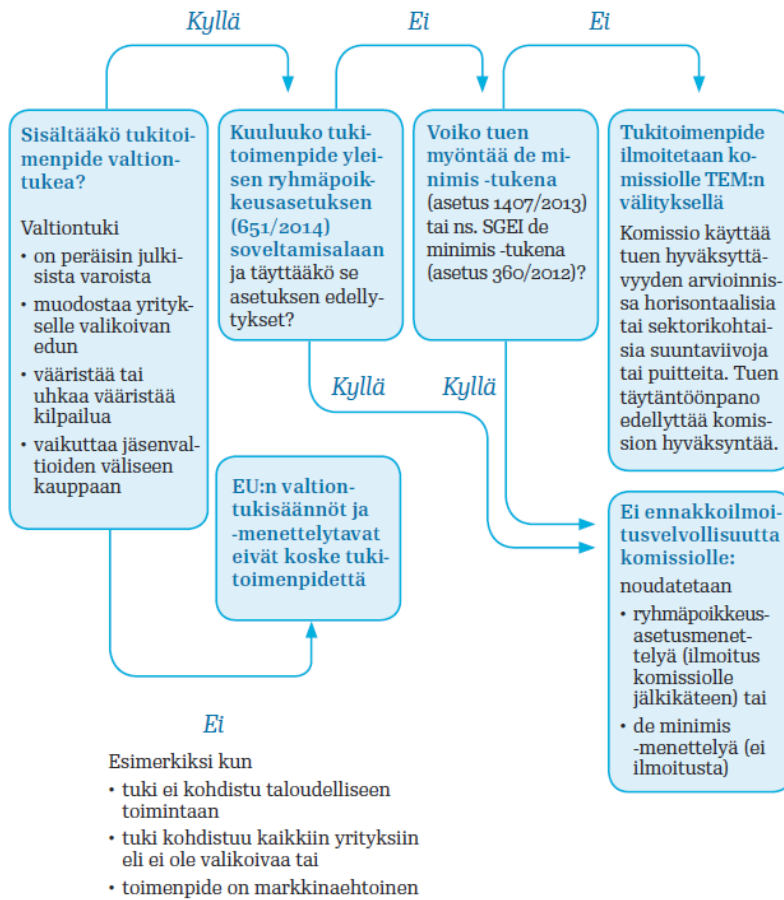 Kyllä
Ei
Ei
Sisältääkö tukitoi-
menpide valtion-
tukea?
Valtiontuki
• on peräisin julki-
sista varoista
• muodostaa yrityk-
selle valikoivan
edun
• vääristää tai
uhkaa vääristää
kilpailua
• vaikuttaa jäsenval-
tioiden väliseen
kauppaan
Kuuluuko tuki-
toimenpide ylei-
sen ryhmäpoik-
keusasetuksen
(651/2014)
soveltamisalaan
ja täyttääkö se
asetuksen edelly-
tykset?
Voiko tuen
myöntää de mi-
nimis -tukena
(asetus 1407/2013)
tai ns. SGEI de
minimis -tukena
(asetus 360/2012)?
Tukitoimenpide
ilmoitetaan ko-
missiolle TEM:n
välityksellä
Komissio käyttää
tuen hyväksyttä-
vyyden arvioinnis-
sa horisontaalisia
tai sektorikohtai-
sia suuntaviivoja
tai puitteita. Tuen
täytäntöönpano
edellyttää komis-
sion hyväksyntää.
Kyllä
Kyllä
EU:n valtion-
tukisäännöt ja
-menettelytavat
eivät koske tuki-
toimenpidettä
Ei ennakkoilmoi-
tusvelvollisuutta
komissiolle:
noudatetaan
• ryhmäpoikkeus-
asetusmenet-
telyä (ilmoitus
komissiolle
jälkikäteen) tai
• de minimis
-menettelyä (ei
ilmoitusta)
Ei
Esimerkiksi kun
• tuki ei kohdistu taloudelliseen
toimintaan
• tuki kohdistuu kaikkiin yrityksiin
eli ei ole valikoivaa tai
• toimenpide on markkinaehtoinen